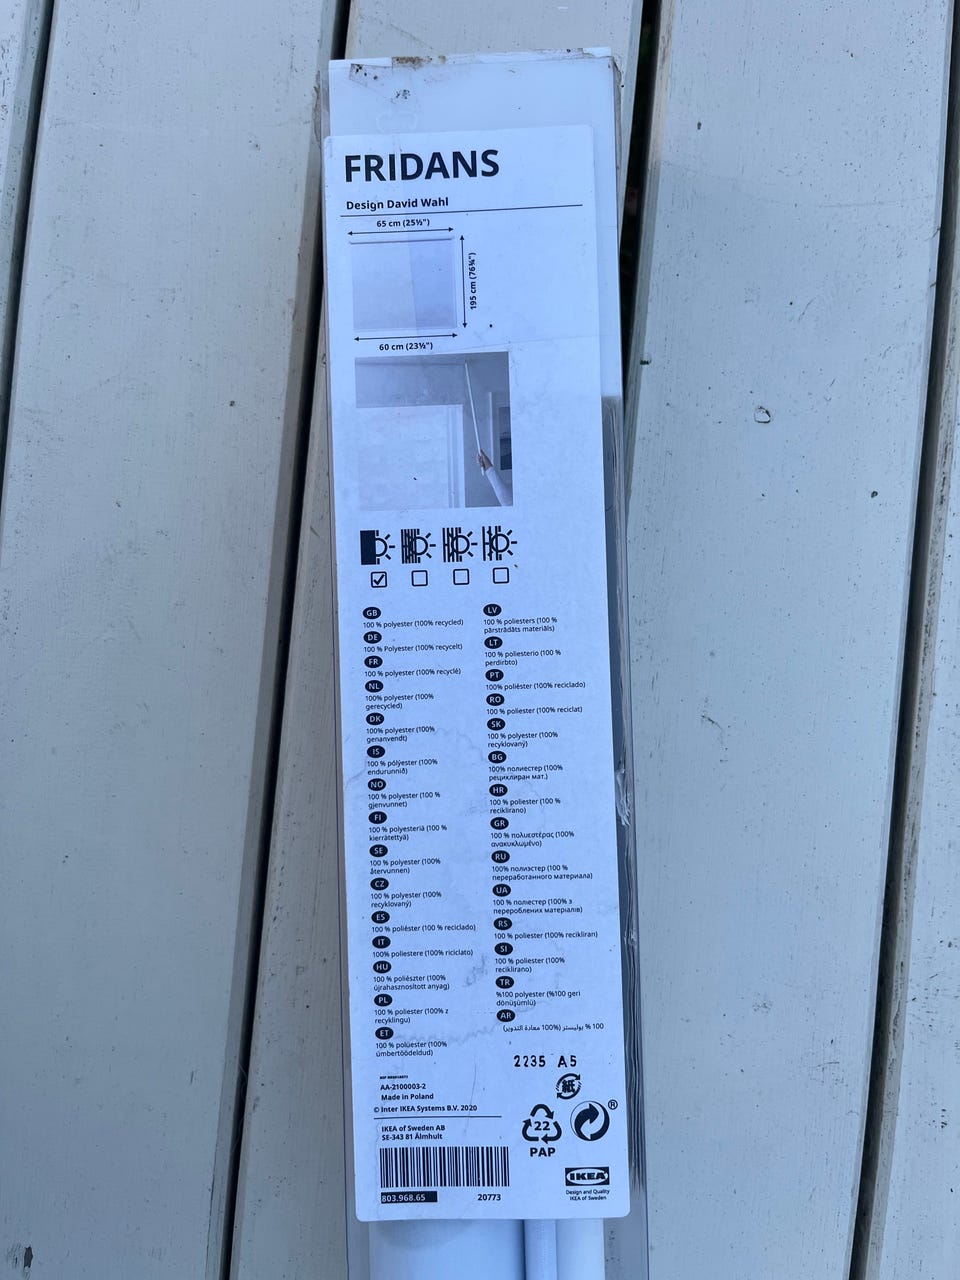 FRIDANS
Design David Wahl
65 cm (25½")
195 cm (76¾")
60 cm (23½")
GB
100 % polyester (100% recycled)
DE
100 % Polyester (100% recycelt)
FR
100 % polyester (100% recyclé)
NL
100% polyester (100%
gerecycled)
DK
100% polyester (100%
genanvendt)
IS
100 % pólýester (100%
endurunnið)
NO
100 % polyester (100 %
gjenvunnet)
FI
100 % polyesteriä (100 %
kierrätettyä)
SE
100 % polyester (100%
återvunnen)
CZ
100 % polyester (100%
recyklovaný)
ES
100 % poliéster (100 % reciclado)
IT
100% poliestere (100% riciclato)
HU
100 % poliészter (100%
újrahasznosított anyag)
PL
100 % poliester (100% z
recyklingu)
ET
100 % polüester (100%
ümbertöödeldud)
LV
100 % poliesters (100 %
pārstrādāts materiāls)
LT
100 % poliesterio (100 %
perdirbto)
PT
100% poliéster (100% reciclado)
RO
100 % poliester (100% reciclat)
SK
100 % polyester (100%
recyklovaný)
BG
100% полиестер (100%
рециклиран мат.)
HR
100 % poliester (100%
reciklirano)
GR
100 % πολυεστέρας (100%
ανακυκλωμένο)
RU
100% полиэстер (100 %
переработанного материала)
UA
100 % поліестер (100% з
перероблених матеріалів)
RS
100 % poliester (100% recikliran)
SI
100 % poliester (100%
reciklirano)
TR
%100 polyester (%100 geri
dönüşümlü)
AR
100 % بوليستر (100% معادة التدوير)
2235 A5
紙
22
PAP
®
AA-2100003-2
Made in Poland
© Inter IKEA Systems B.V. 2020
IKEA of Sweden AB
SE-343 81 Älmhult
803.968.65
20773
IKEA
Design and Quality
IKEA of Sweden